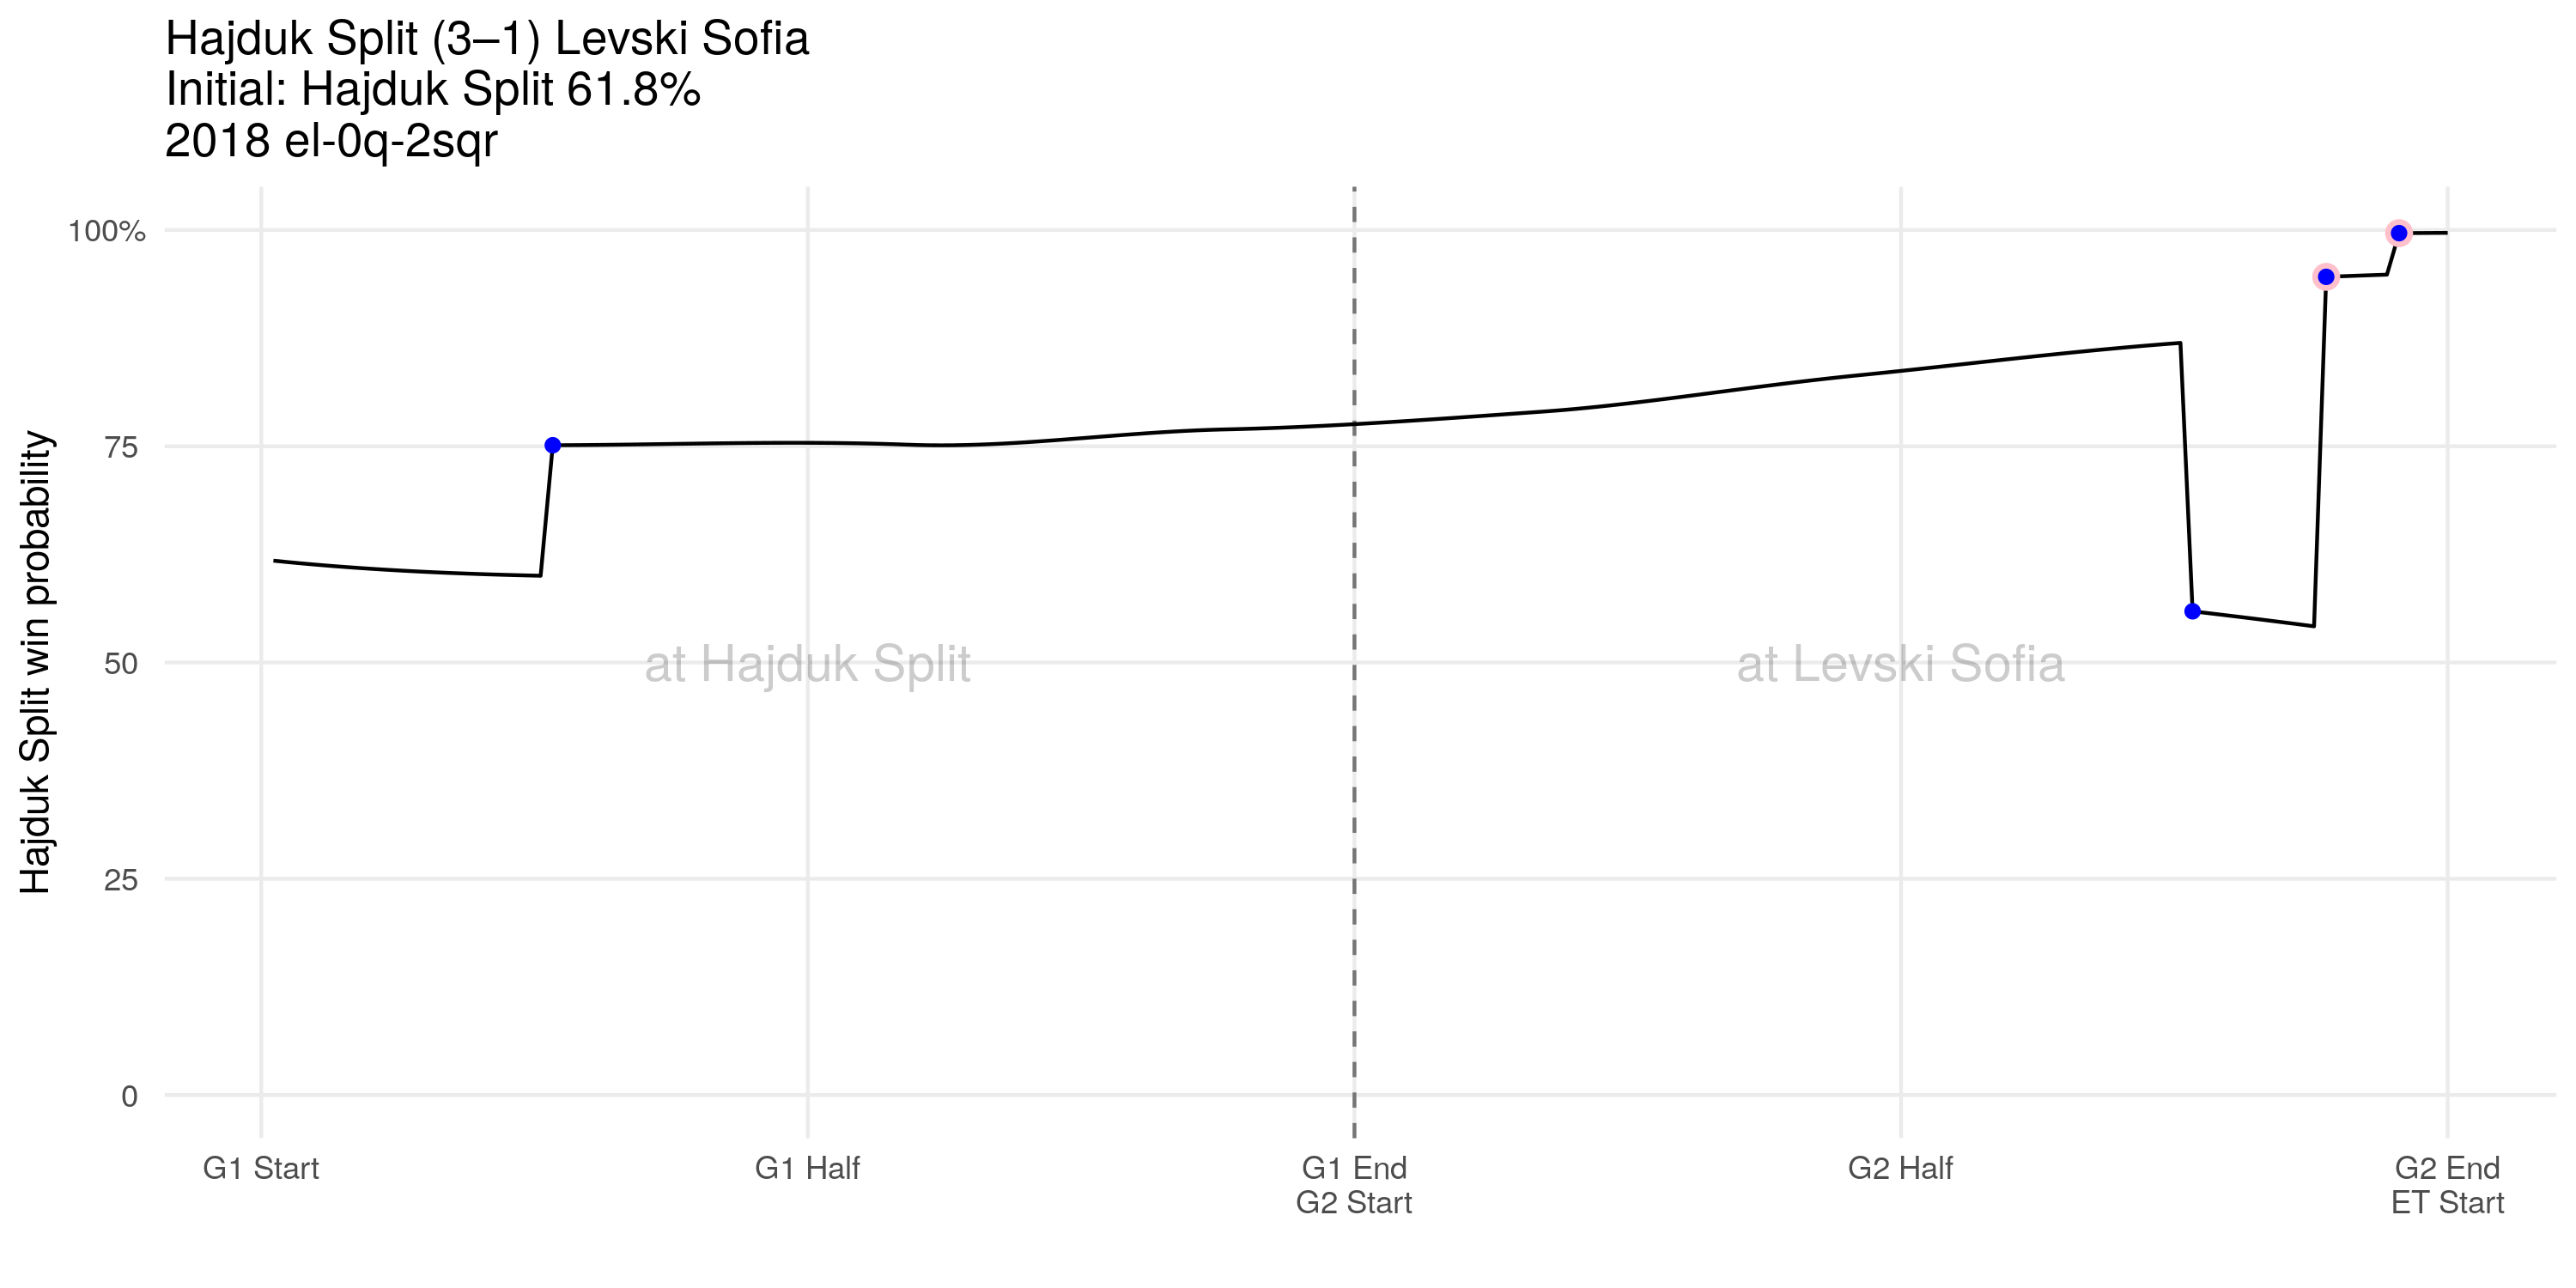 Hajduk Split (3–1) Levski Sofia
Initial: Hajduk Split 61.8%
2018 el-0q-2sqr
Hajduk Split win probability
100%
75
50
25
0
at Hajduk Split
at Levski Sofia
G1 Start
G1 Half
G1 End
G2 Start
G2 Half
G2 End
ET Start